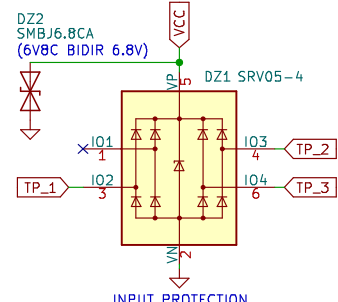 DZ2
SMBJ6.8CA
(6V8C BIDIR 6.8V)
VCC
DZ1 SRV05-4
VP
5
IO1
1
IO3
4
TP_2
TP_1
IO2
3
IO4
6
TP_3
VN
2
INPUT PROTECTION